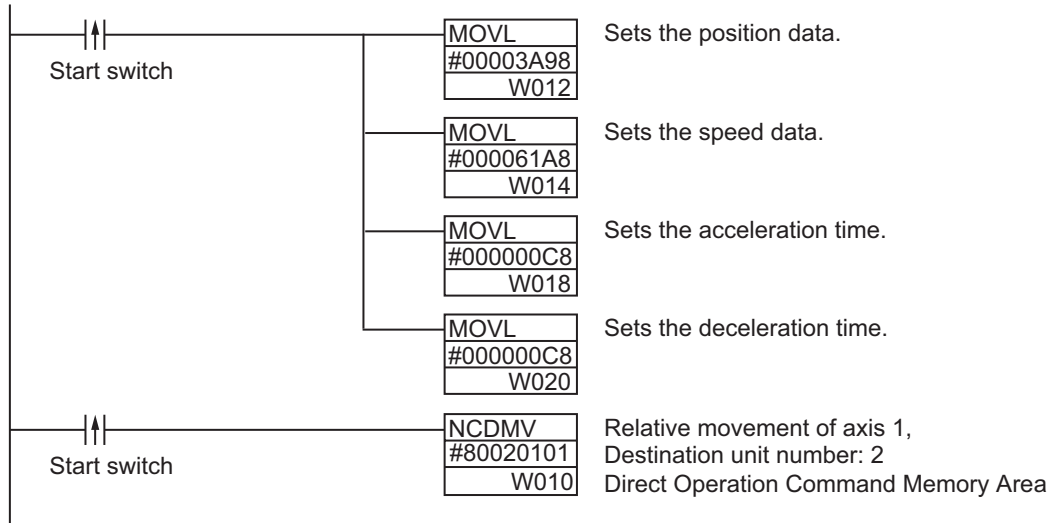 MOVL Sets the position data.
#00003A98
Start switch
W012
MOVL Sets the speed data.
#000061A8
W014
MOVL Sets the acceleration time.
#000000C8
W018
MOVL Sets the deceleration time.
#000000C8
W020
NCDMV Relative movement of axis 1,
#80020101 Destination unit number: 2
Start switch
W010 Direct Operation Command Memory Area